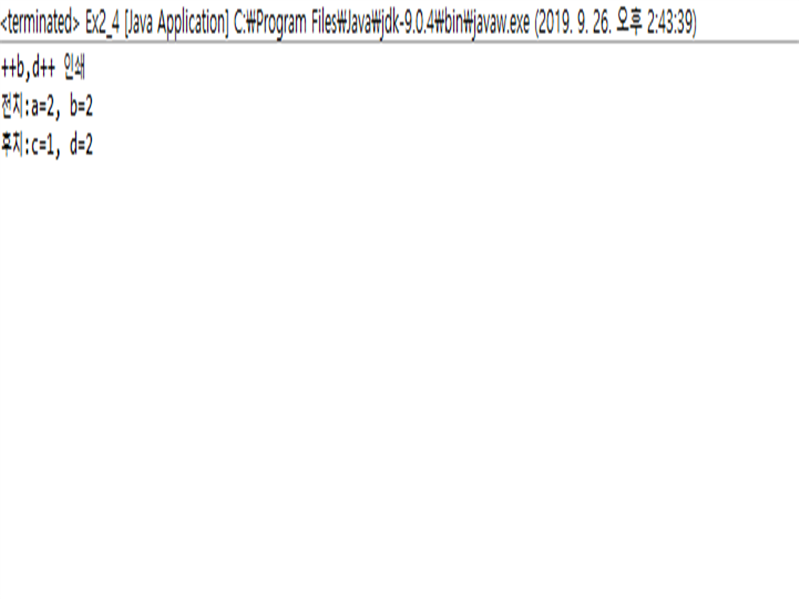 <terminated> Ex2_4 [Java Application] C:₩Program Files₩Java₩jdk-9.0.4₩bin₩javaw.exe (2019. 9. 26. 오후 2:43:39)
++b,d++ 인쇄
전치:a=2, b=2
후치:c=1, d=2